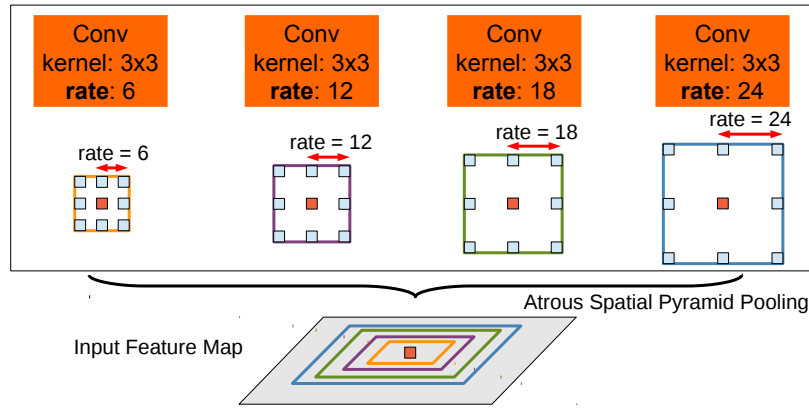 Conv
kernel: 3x3
rate: 6
Conv
kernel: 3x3
rate: 12
Conv
kernel: 3x3
rate: 18
Conv
kernel: 3x3
rate: 24
rate = 6
rate = 12
rate = 18
rate = 24
Atrous Spatial Pyramid Pooling
Input Feature Map